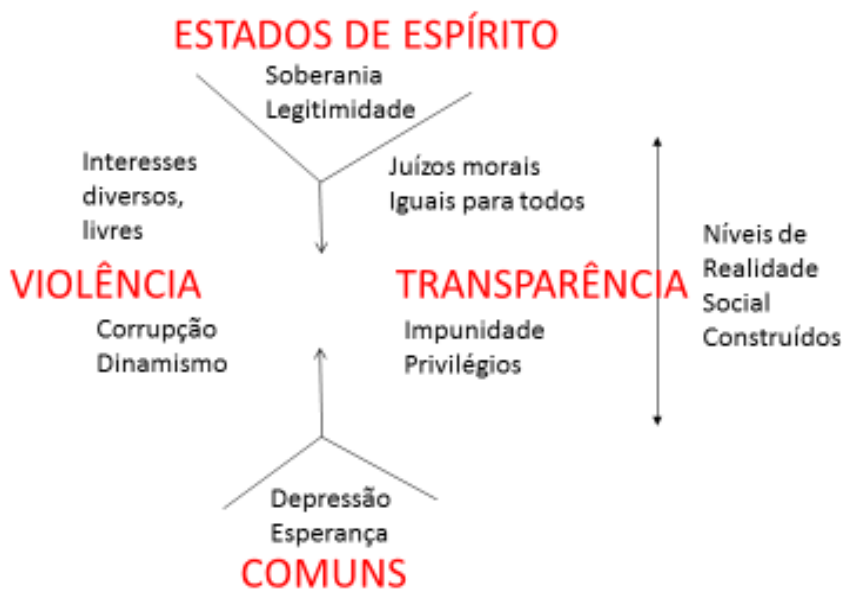 ESTADOS DE ESPÍRITO
Soberania
Legitimidade
Interesses
diversos,
livres
Juízos morais
Iguais para todos
Níveis de
Realidade
Social
Construídos
VIOLÊNCIA
TRANSPARÊNCIA
Corrupção
Dinamismo
Impunidade
Privilégios
Depressão
Esperança
COMUNS